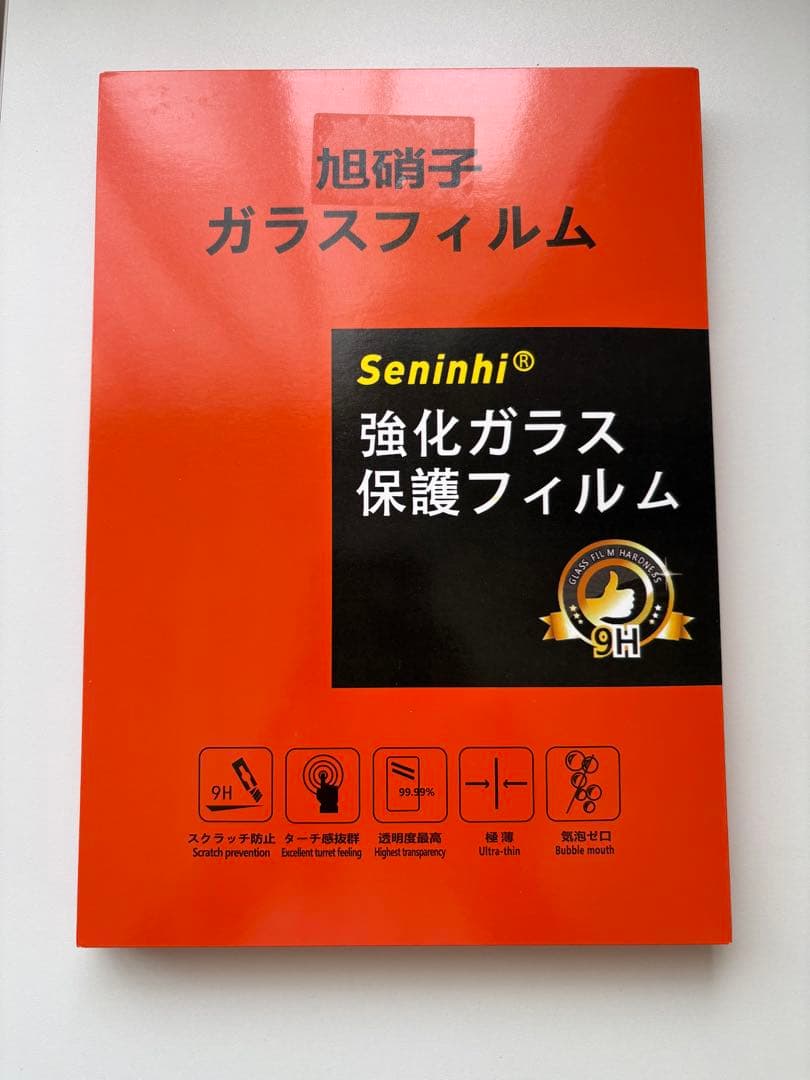 旭硝子
ガラスフィルム
Seninhi®
強化ガラス
保護フィルム
GLASS FILM HARDNESS
9H
9H
99.99%
スクラッチ防止
Scratch prevention
ターチ感抜群
Excellent turret feeling
透明度最高
Highest transparency
極薄
Ultra-thin
気泡ゼロ
Bubble mouth